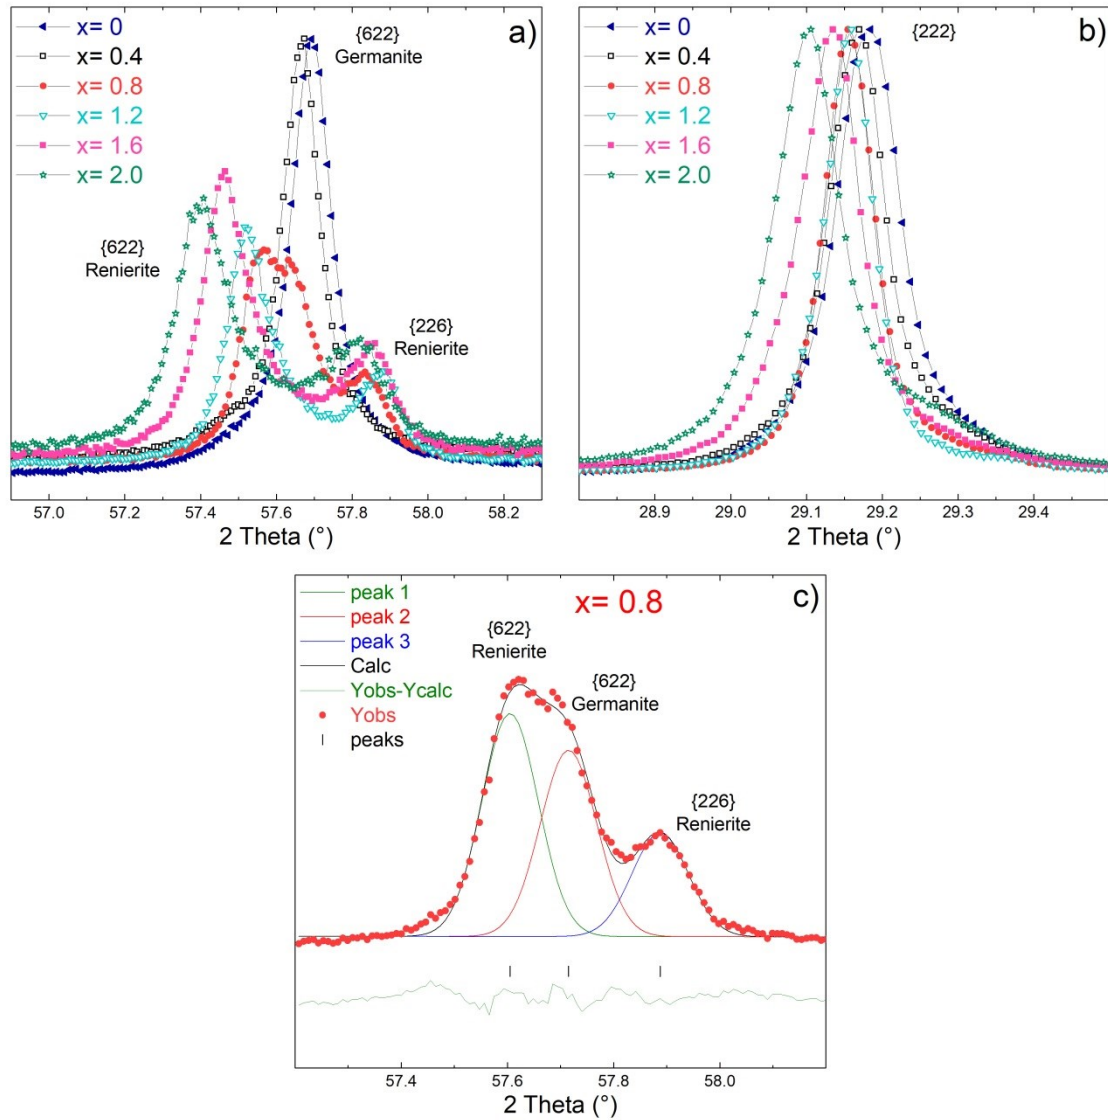 a)
x= 0
x= 0.4
x= 0.8
x= 1.2
x= 1.6
x= 2.0
{622}
Germanite
{622}
Renierite
{226}
Renierite
57.0 57.2 57.4 57.6 57.8 58.0 58.2
2 Theta (°)
b)
x= 0
x= 0.4
x= 0.8
x= 1.2
x= 1.6
x= 2.0
{222}
28.9 29.0 29.1 29.2 29.3 29.4
2 Theta (°)
c)
x= 0.8
peak 1
peak 2
peak 3
Calc
Yobs-Ycalc
Yobs
peaks
{622}
Renierite
{622}
Germanite
{226}
Renierite
57.4 57.6 57.8 58.0
2 Theta (°)